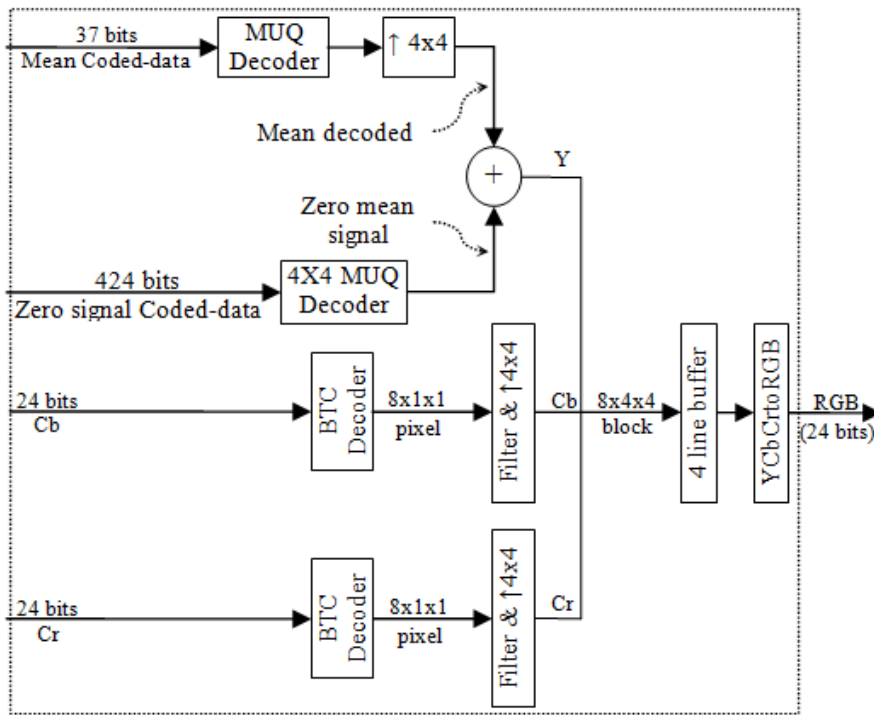 37 bits
Mean Coded-data
MUQ
Decoder
↑ 4x4
Mean decoded
+
Y
Zero mean
signal
424 bits
Zero signal Coded-data
4X4 MUQ
Decoder
24 bits
Cb
BTC
Decoder
8x1x1
pixel
Filter & ↑4x4
Cb
8x4x4
block
4 line buffer
YCbCrtoRGB
RGB
(24 bits)
24 bits
Cr
BTC
Decoder
8x1x1
pixel
Filter & ↑4x4
Cr